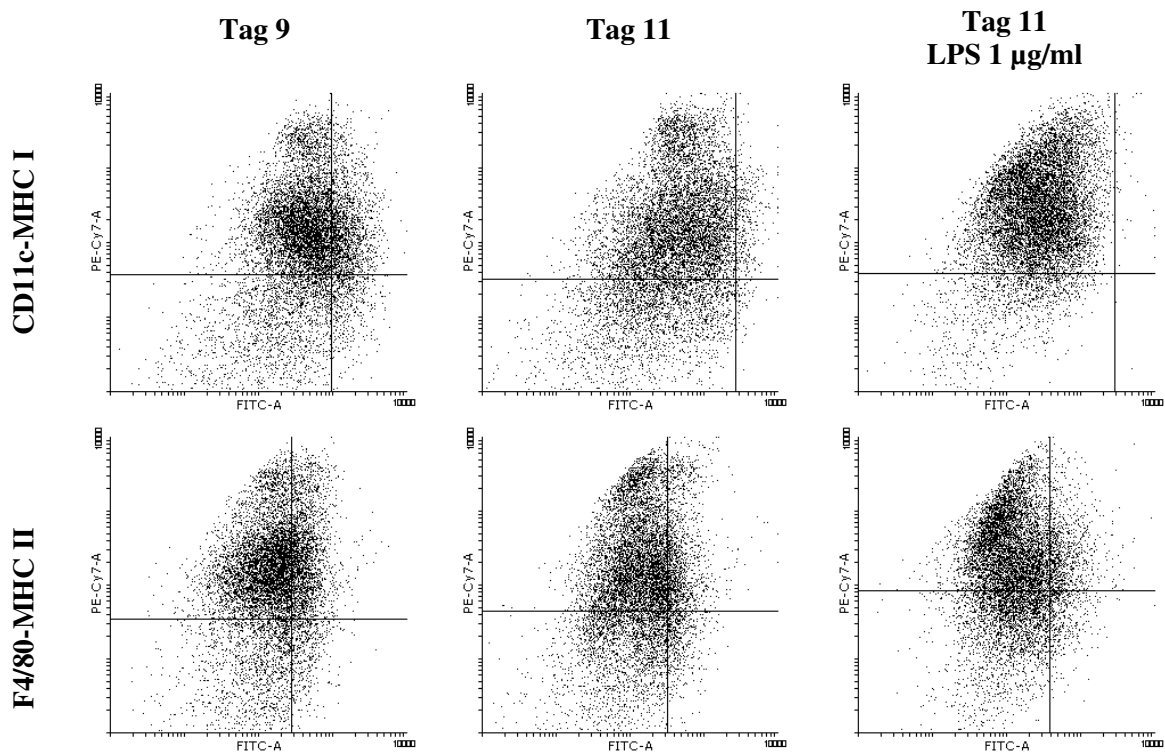 Tag 9
Tag 11
Tag 11
LPS 1 µg/ml
CD11c-MHC I
PE-Cy7-A
FITC-A
PE-Cy7-A
FITC-A
PE-Cy7-A
FITC-A
F4/80-MHC II
PE-Cy7-A
FITC-A
PE-Cy7-A
FITC-A
PE-Cy7-A
FITC-A